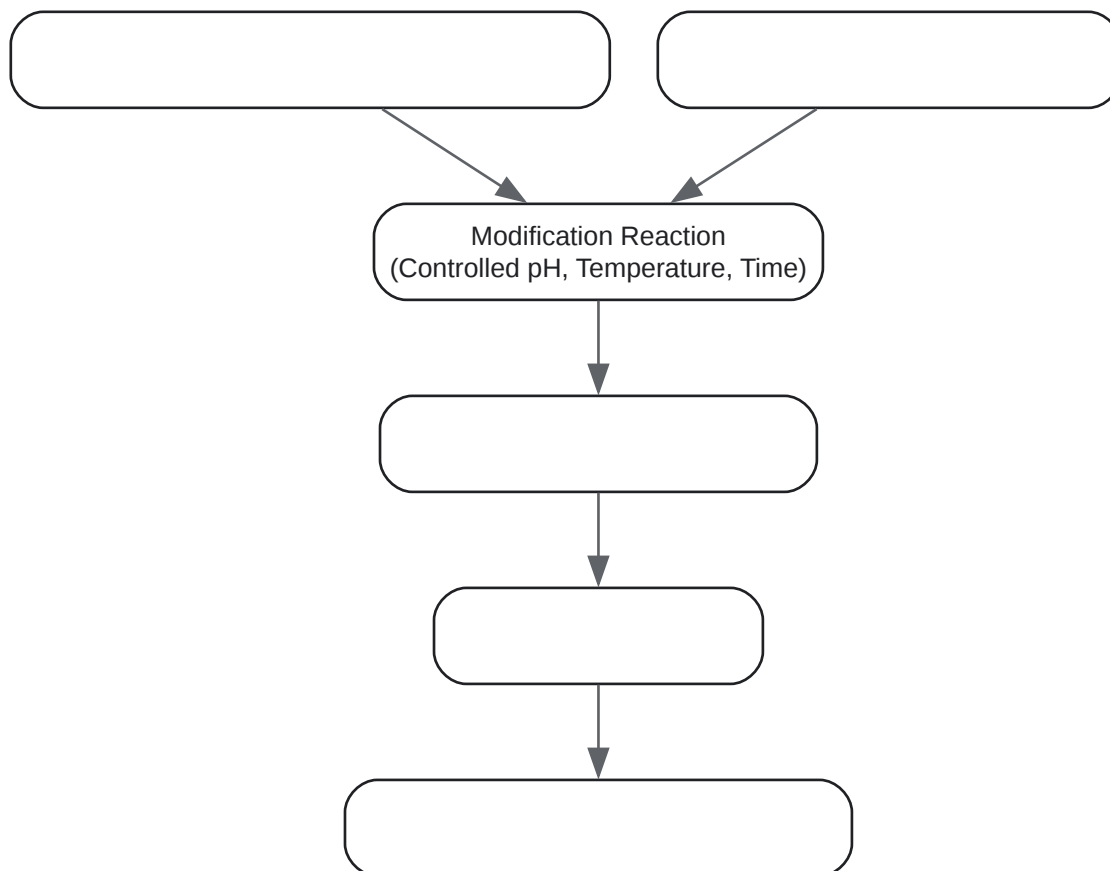 Modification Reaction
(Controlled pH, Temperature, Time)